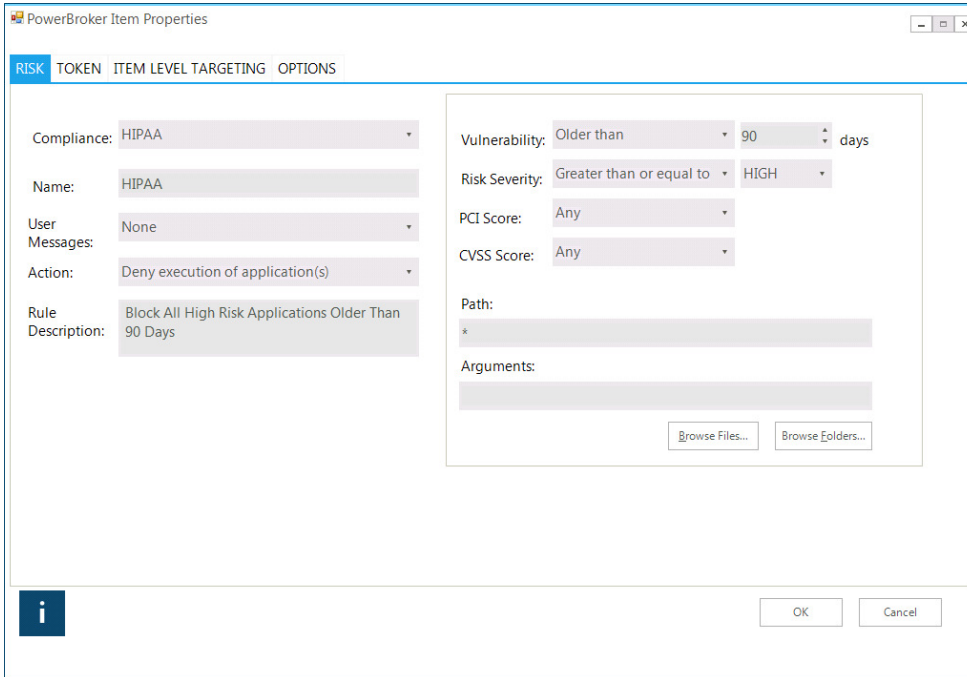 PowerBroker Item Properties
RISK TOKEN ITEM LEVEL TARGETING OPTIONS
Compliance: HIPAA
Name: HIPAA
User Messages: None
Action: Deny execution of application(s)
Rule Description: Block All High Risk Applications Older Than
90 Days
Vulnerability: Older than 90 days
Risk Severity: Greater than or equal to HIGH
PCI Score: Any
CVSS Score: Any
Path:
*
Arguments:
Browse Files... Browse Folders...
i
OK Cancel